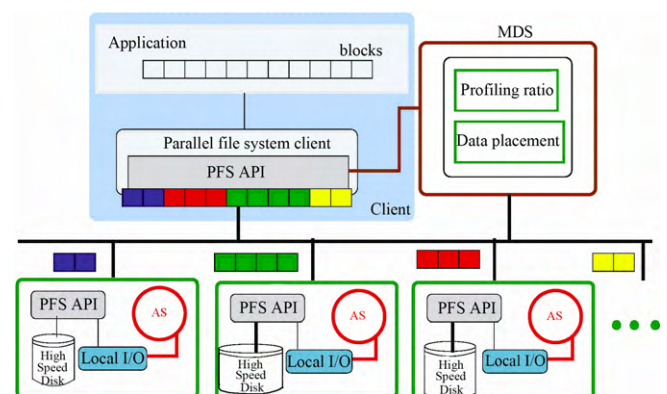 MDS
Application
blocks
Profiling ratio
Data placement
Parallel file system client
PFS API
Client
PFS API
AS
High
Speed
Disk
Local I/O
PFS API
AS
High
Speed
Disk
Local I/O
PFS API
AS
High
Speed
Disk
Local I/O